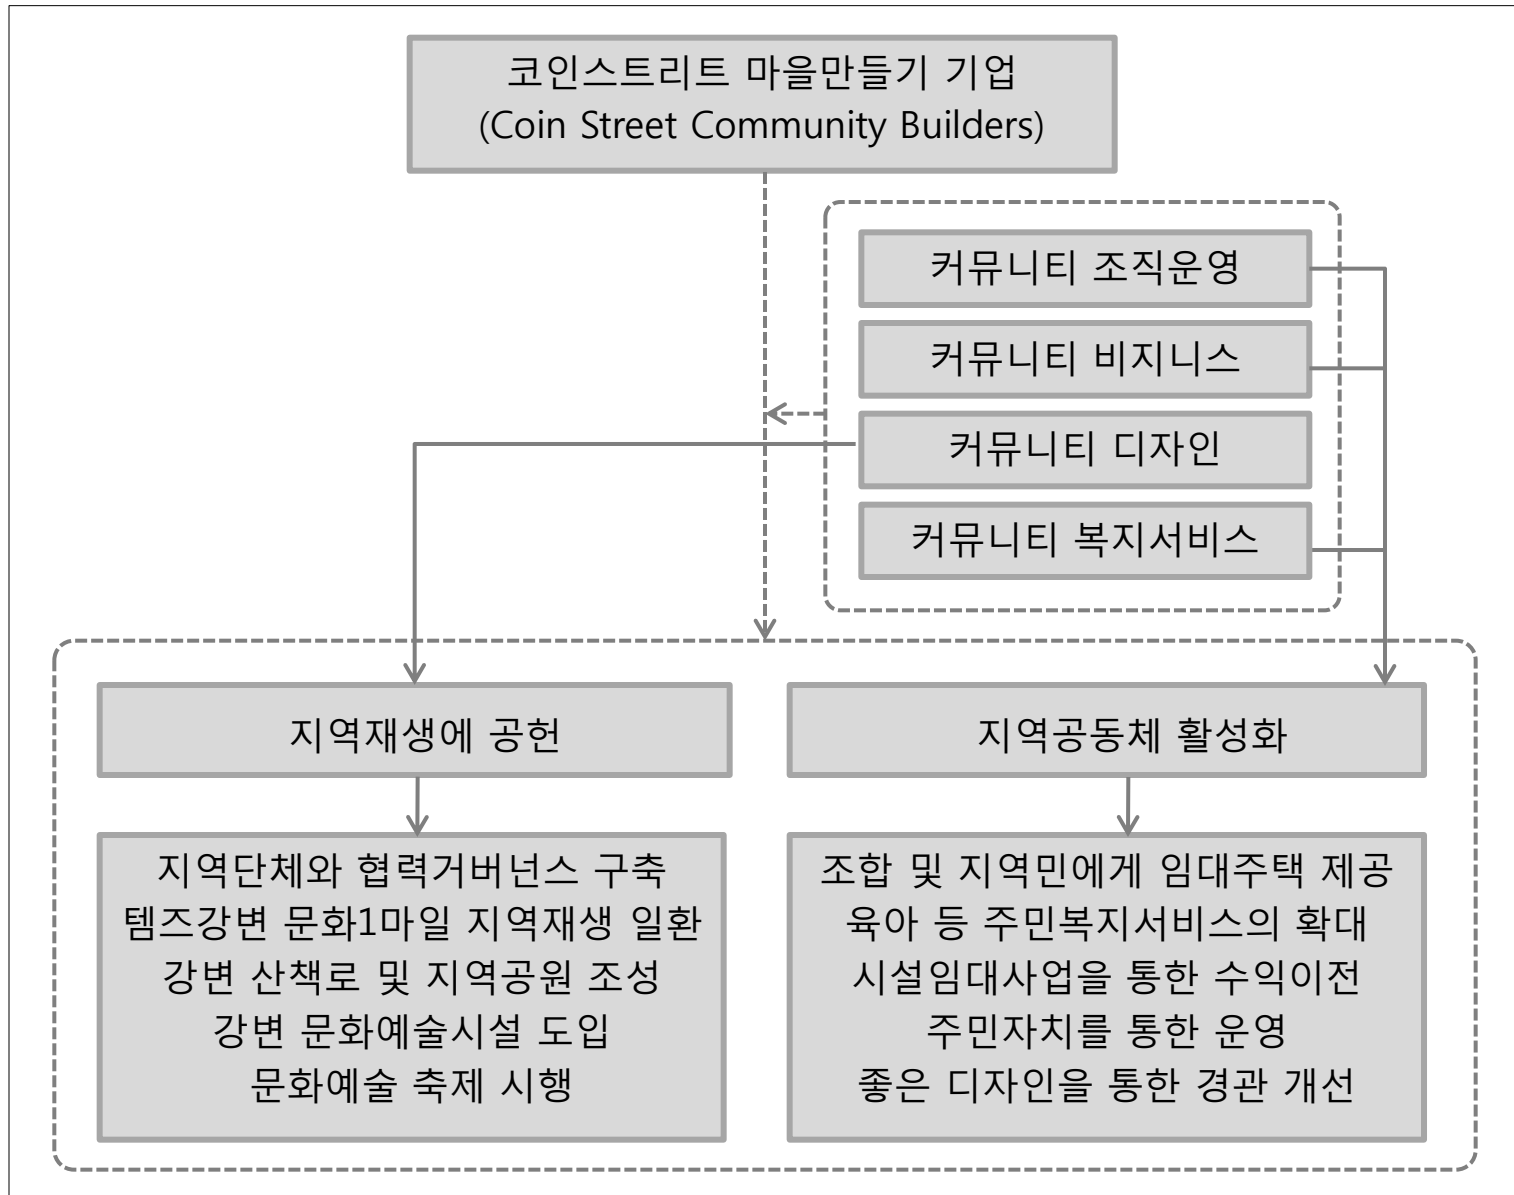 코인스트리트 마을만들기 기업
(Coin Street Community Builders)
커뮤니티 조직운영
커뮤니티 비지니스
커뮤니티 디자인
커뮤니티 복지서비스
지역재생에 공헌
지역단체와 협력거버넌스 구축
템즈강변 문화1마일 지역재생 일환
강변 산책로 및 지역공원 조성
강변 문화예술시설 도입
문화예술 축제 시행
지역공동체 활성화
조합 및 지역민에게 임대주택 제공
육아 등 주민복지서비스의 확대
시설임대사업을 통한 수익이전
주민자치를 통한 운영
좋은 디자인을 통한 경관 개선